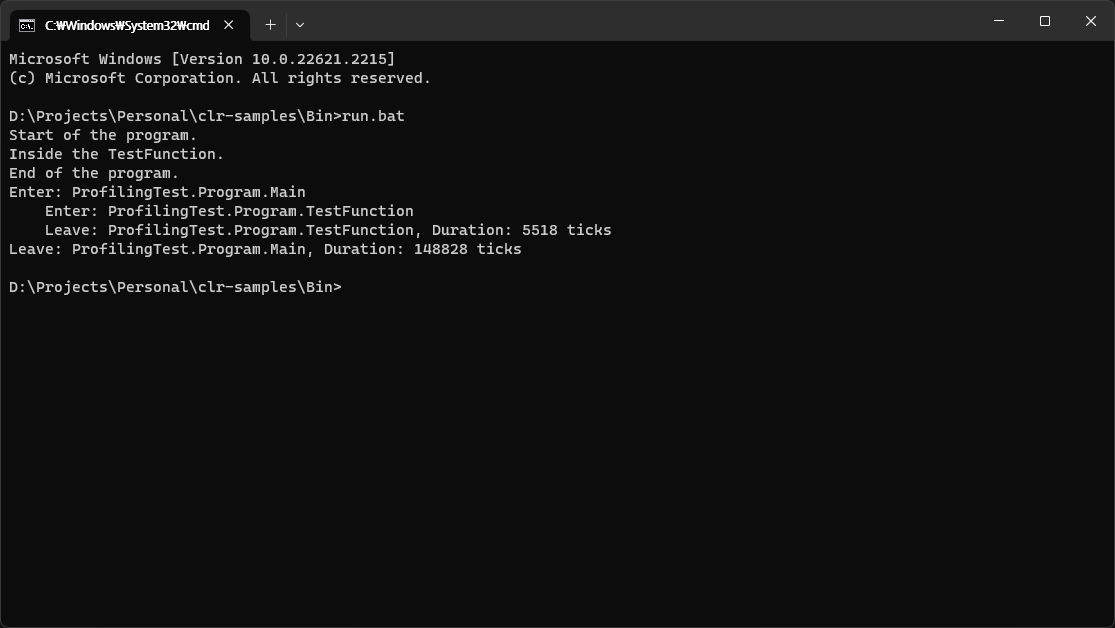 C:₩Windows₩System32₩cmd
Microsoft Windows [Version 10.0.22621.2215]
(c) Microsoft Corporation. All rights reserved.
D:\Projects\Personal\clr-samples\Bin>run.bat
Start of the program.
Inside the TestFunction.
End of the program.
Enter: ProfilingTest.Program.Main
    Enter: ProfilingTest.Program.TestFunction
    Leave: ProfilingTest.Program.TestFunction, Duration: 5518 ticks
Leave: ProfilingTest.Program.Main, Duration: 148828 ticks
D:\Projects\Personal\clr-samples\Bin>